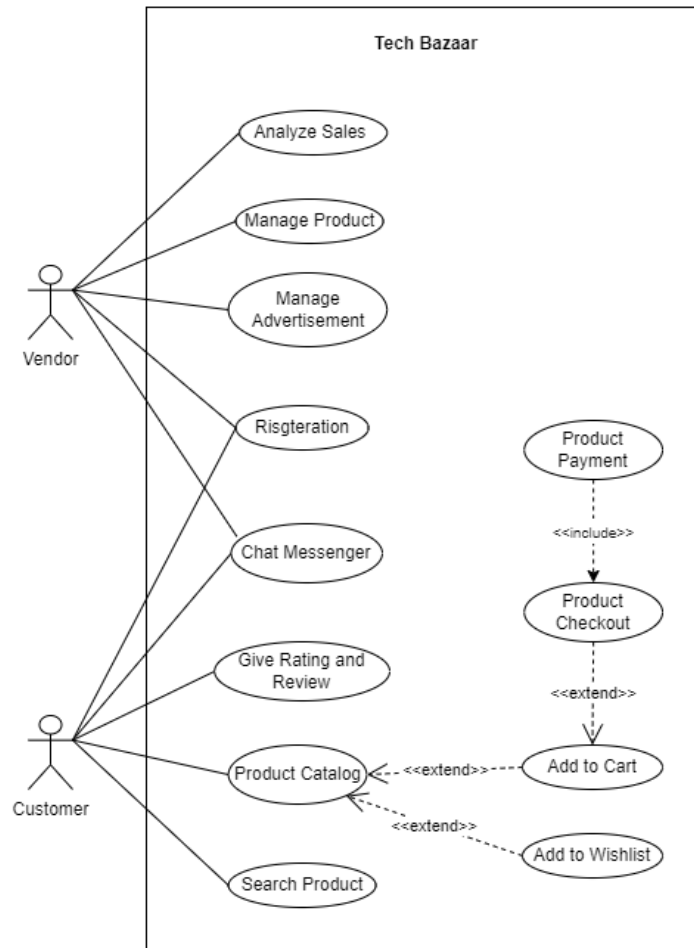 Tech Bazaar
Analyze Sales
Manage Product
Manage
Advertisement
Vendor
Risgteration
Product
Payment
<<include>>
Chat Messenger
Product
Checkout
Give Rating and
Review
<<extend>>
Product Catalog
<<extend>>
Add to Cart
Customer
<<extend>>
Add to Wishlist
Search Product